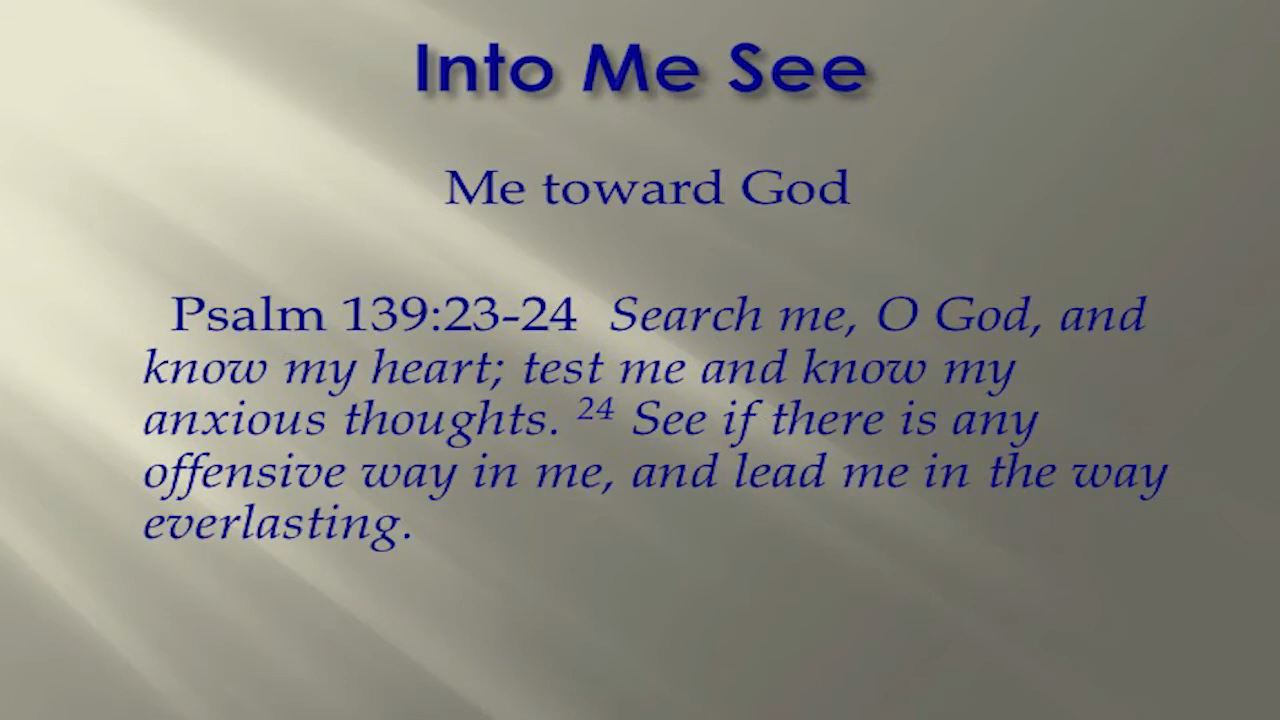 Into Me See
Me toward God
Psalm 139:23-24 Search me, O God, and
know my heart; test me and know my
anxious thoughts. 24 See if there is any
offensive way in me, and lead me in the way
everlasting.